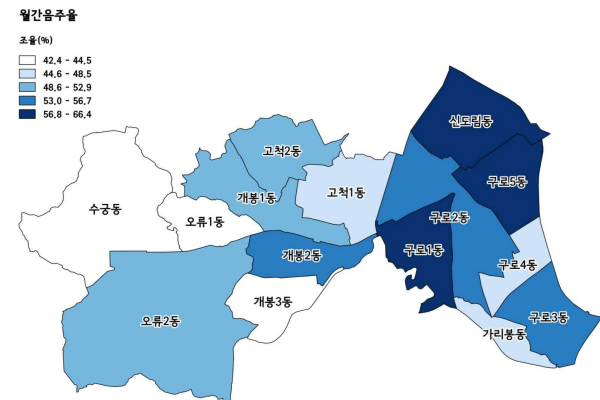 월간음주율
조율(%)
42.4 - 44.5
44.6 - 48.5
48.6 - 52.9
53.0 - 56.7
56.8 - 66.4
신도림동
고척2동
구로5동
고척1동
개봉1동
수궁동
오류1동
구로2동
구로1동
개봉2동
구로4동
개봉3동
오류2동
구로3동
가리봉동